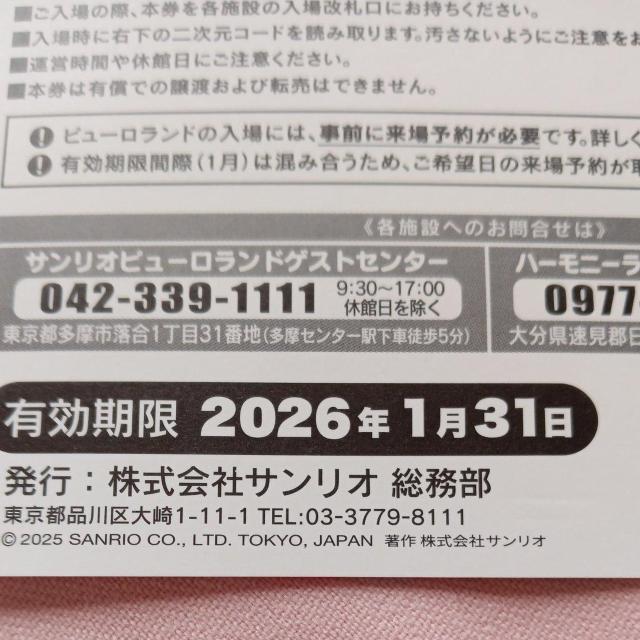 ■ご入場の際、本券を各施設の入場改札口にお持ちください。
■入場時に右下の二次元コードを読み取ります。汚さないようにご注意をお
■運営時間や休館日にご注意ください。
■本券は有償での譲渡および転売はできません。
! ピューロランドの入場には、事前に来場予約が必要です。詳しく
! 有効期限間際(1月)は混み合うため、ご希望日の来場予約が取
《各施設へのお問合せは》
サンリオピューロランドゲストセンター
042-339-1111 9:30〜17:00 休館日を除く
東京都多摩市落合1丁目31番地(多摩センター駅下車徒歩5分)
ハーモニーラ
0977-
大分県速見郡日
有効期限 2026年1月31日
発行:株式会社サンリオ 総務部
東京都品川区大崎1-11-1 TEL:03-3779-8111
©2025 SANRIO CO., LTD. TOKYO, JAPAN 著作 株式会社サンリオ